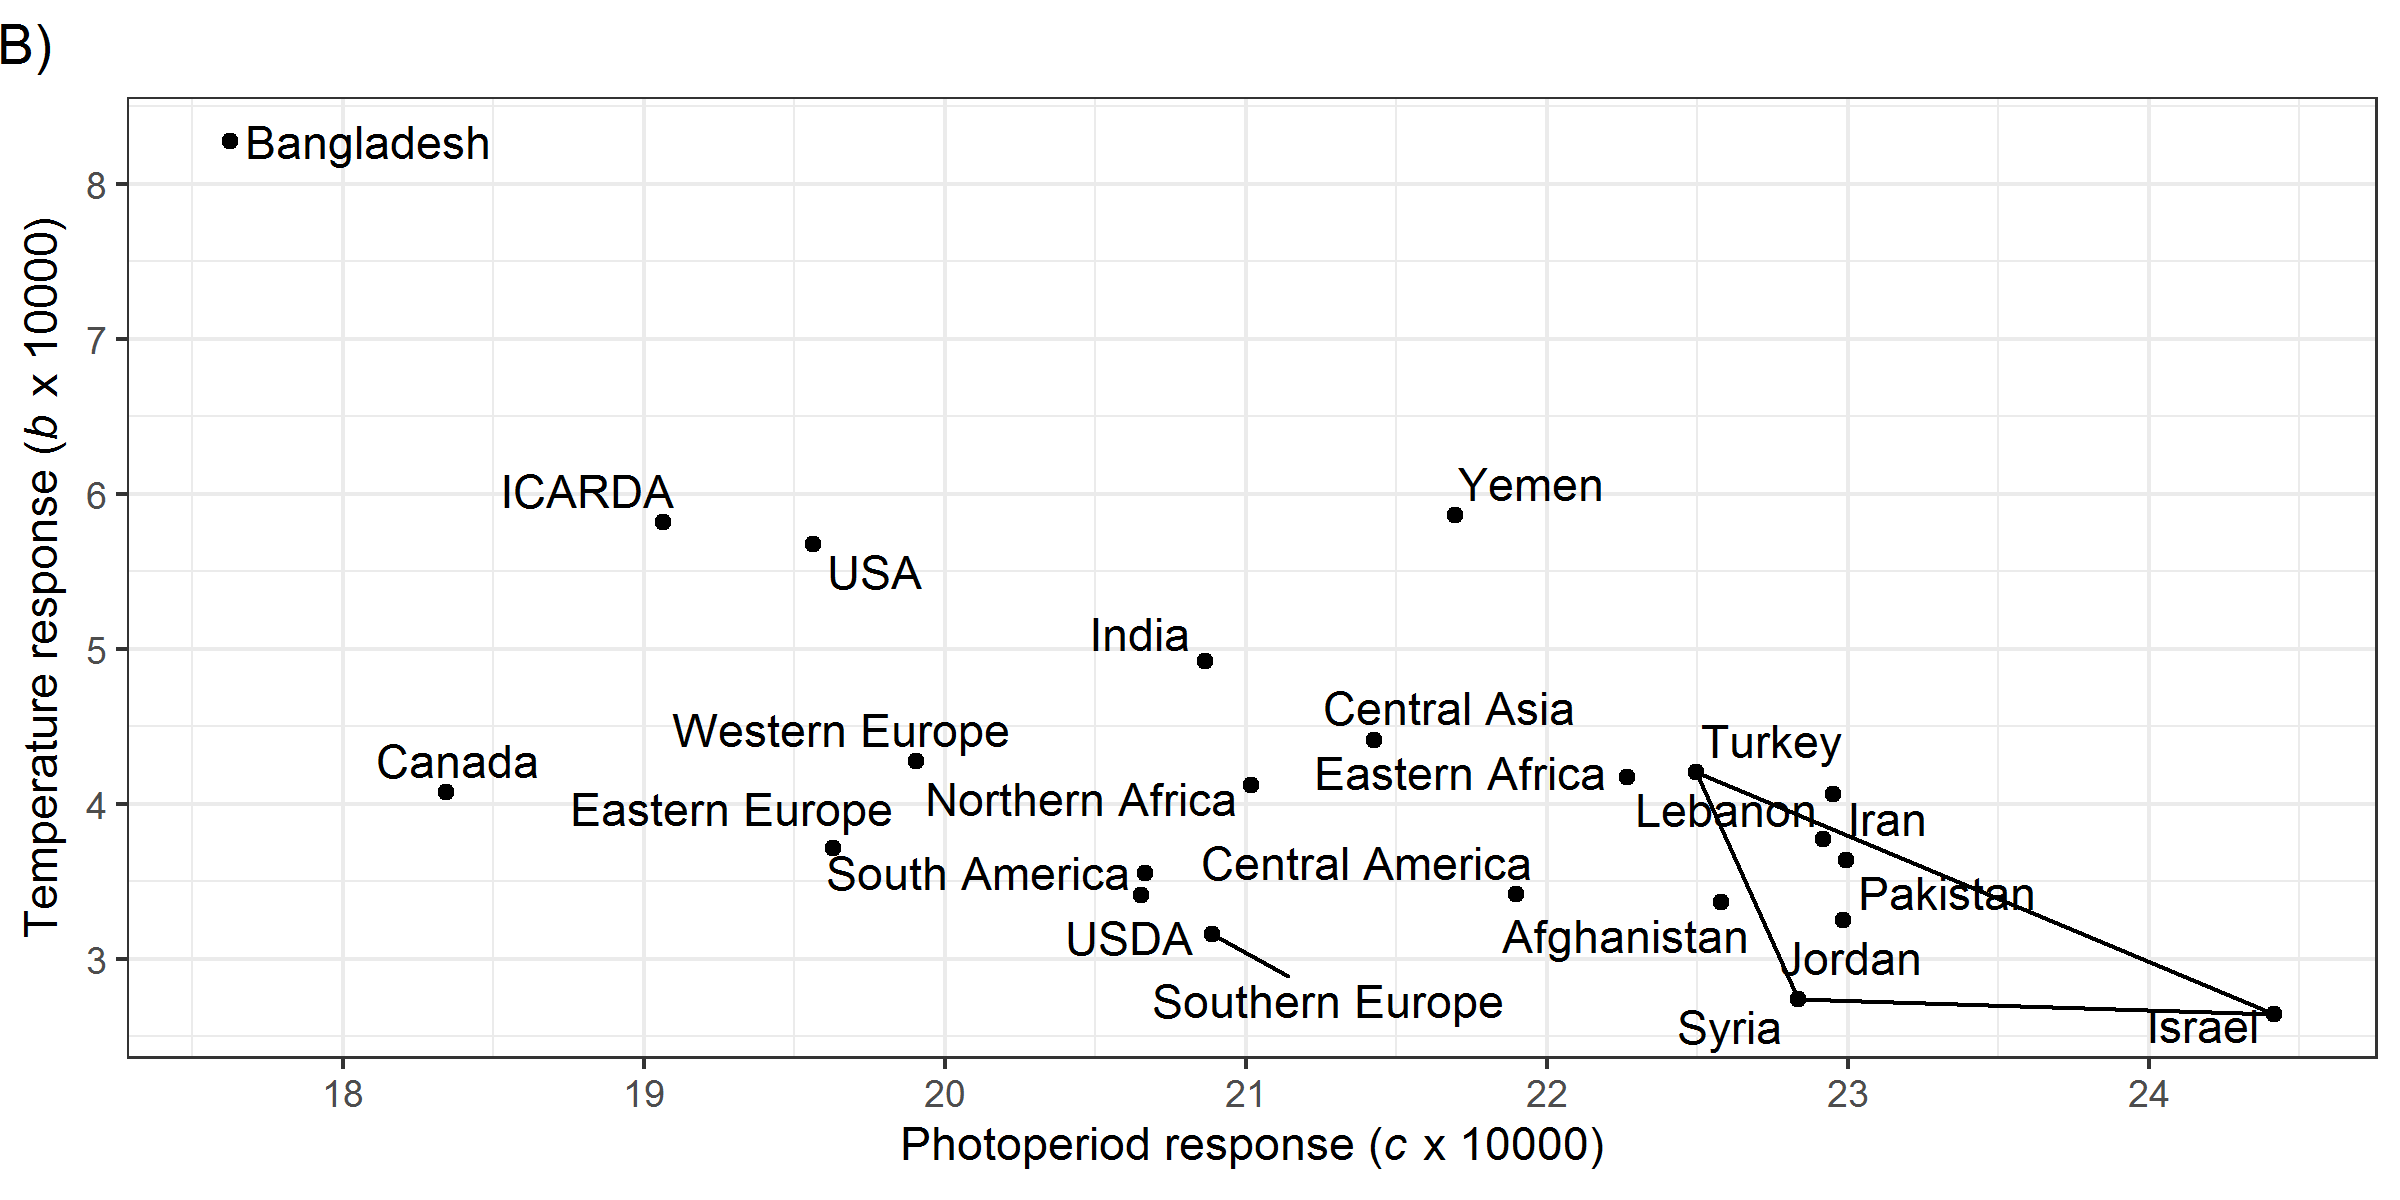 B)
Temperature response (b x 10000)
8
7
6
5
4
3
Bangladesh
ICARDA
Yemen
USA
India
Central Asia
Western Europe
Turkey
Canada
Eastern Africa
Northern Africa
Eastern Europe
Lebanon
Iran
Central America
South America
Pakistan
USDA
Afghanistan
Jordan
Southern Europe
Syria
Israel
18
19
20
21
22
23
24
Photoperiod response (c x 10000)